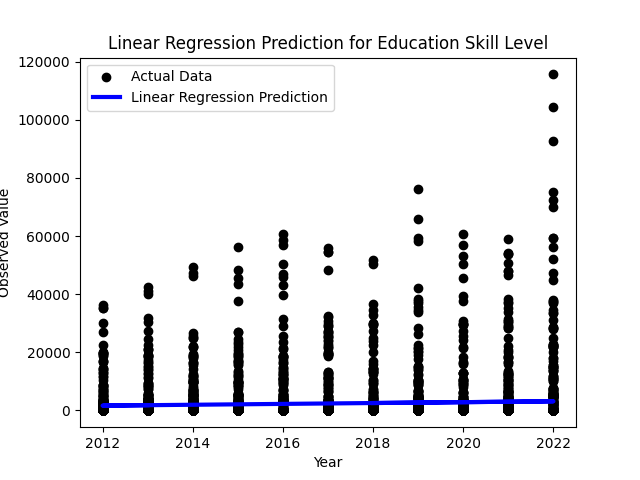 Linear Regression Prediction for Education Skill Level
120000
100000
80000
60000
40000
20000
0
Observed Value
Actual Data
Linear Regression Prediction
2012
2014
2016
2018
2020
2022
Year